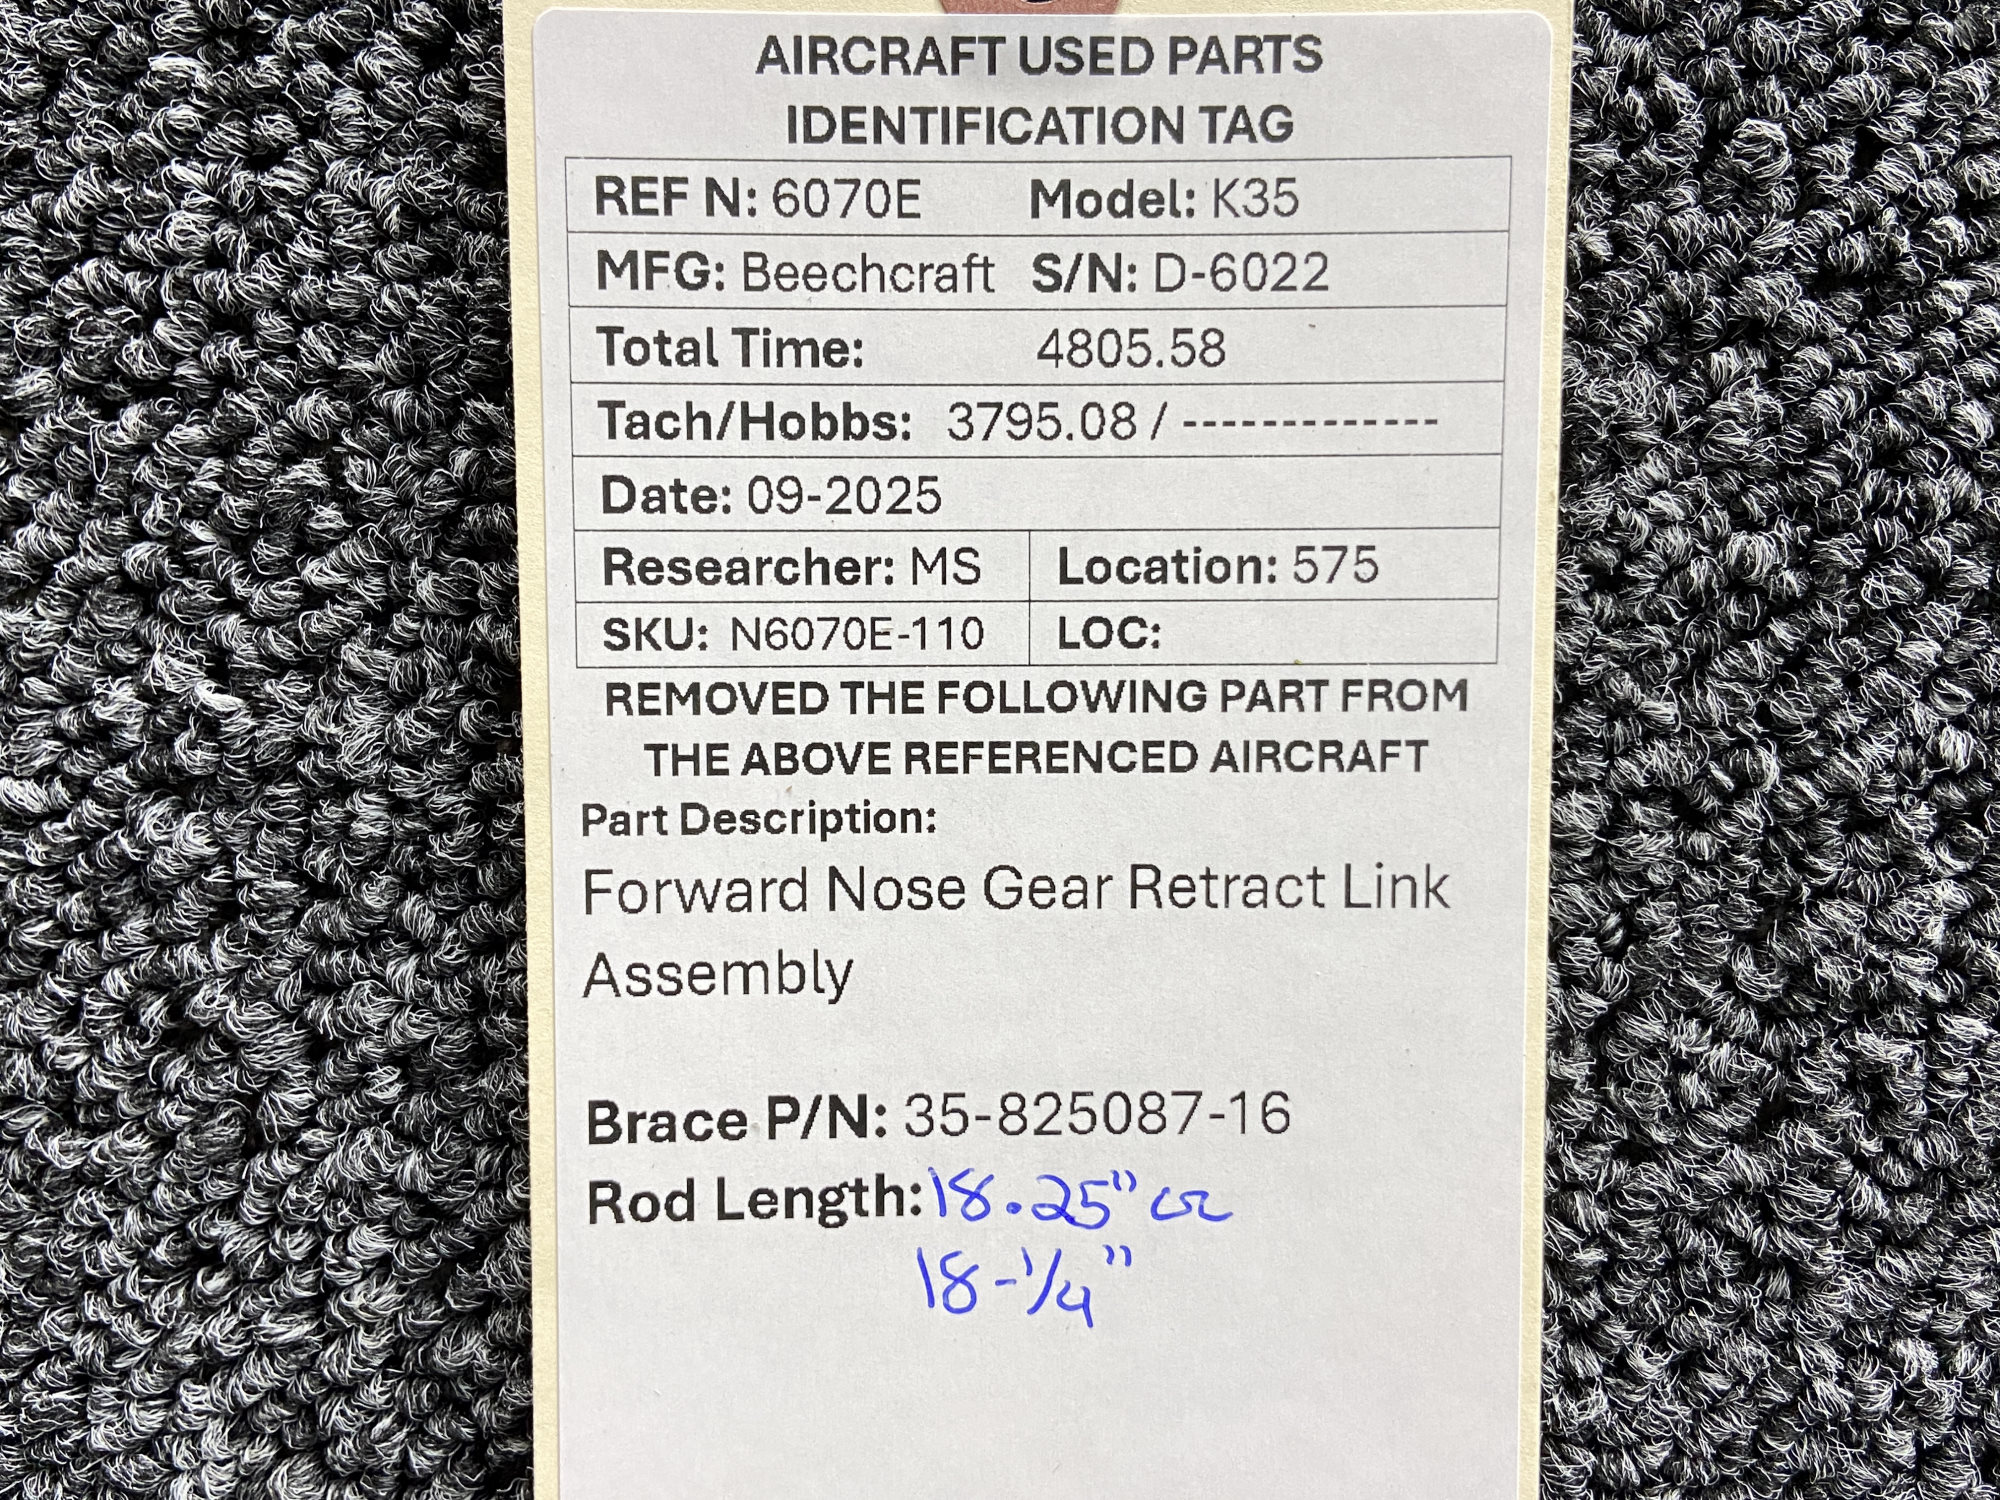 AIRCRAFT USED PARTS
IDENTIFICATION TAG
REF N: 6070E Model: K35
MFG: Beechcraft S/N: D-6022
Total Time: 4805.58
Tach/Hobbs: 3795.08 / -------------
Date: 09-2025
Researcher: MS Location: 575
SKU: N6070E-110 LOC:
REMOVED THE FOLLOWING PART FROM
THE ABOVE REFERENCED AIRCRAFT
Part Description:
Forward Nose Gear Retract Link
Assembly
Brace P/N: 35-825087-16
Rod Length: 18.25" or
18-1/4"